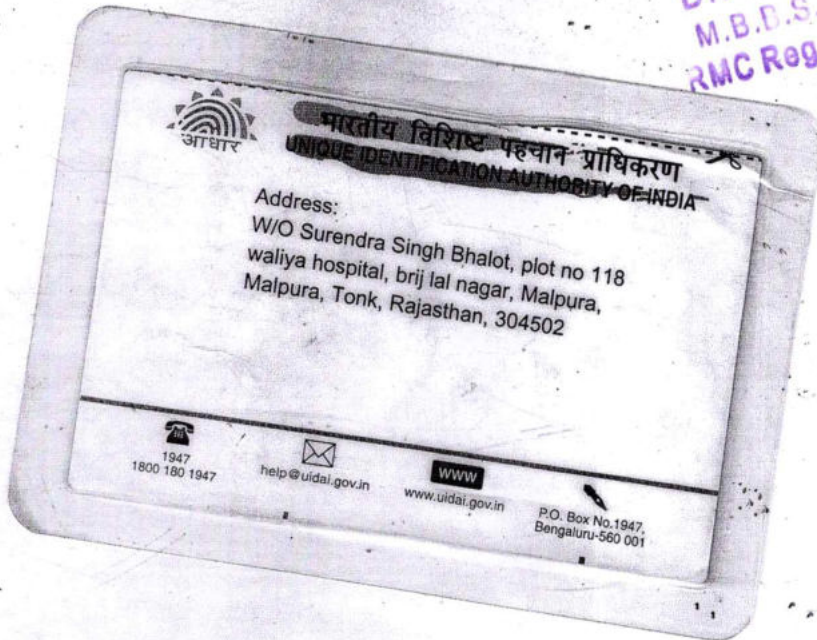 M.B.B.S
RMC Reg
आधार
भारतीय विशिष्ट पहचान प्राधिकरण
UNIQUE IDENTIFICATION AUTHORITY OF INDIA
Address:
W/O Surendra Singh Bhalot, plot no 118
waliya hospital, brij lal nagar, Malpura,
Malpura, Tonk, Rajasthan, 304502
1947
1800 180 1947
help@uidai.gov.in
www
www.uidai.gov.in
P.O. Box No.1947,
Bengaluru-560 001